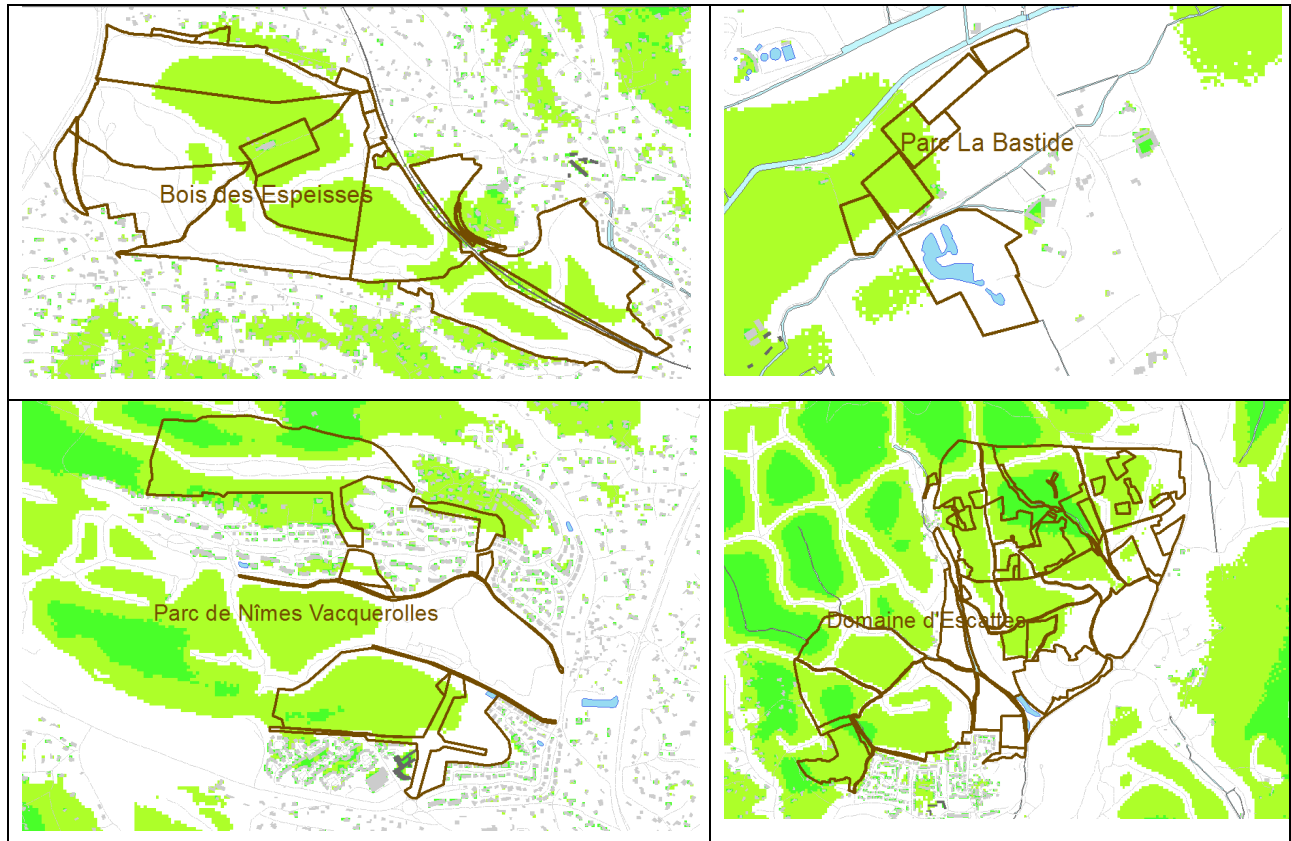 Bois des Espeisses
Parc La Bastide
Parc de Nîmes Vacquerolles
Domaine d'Escattes